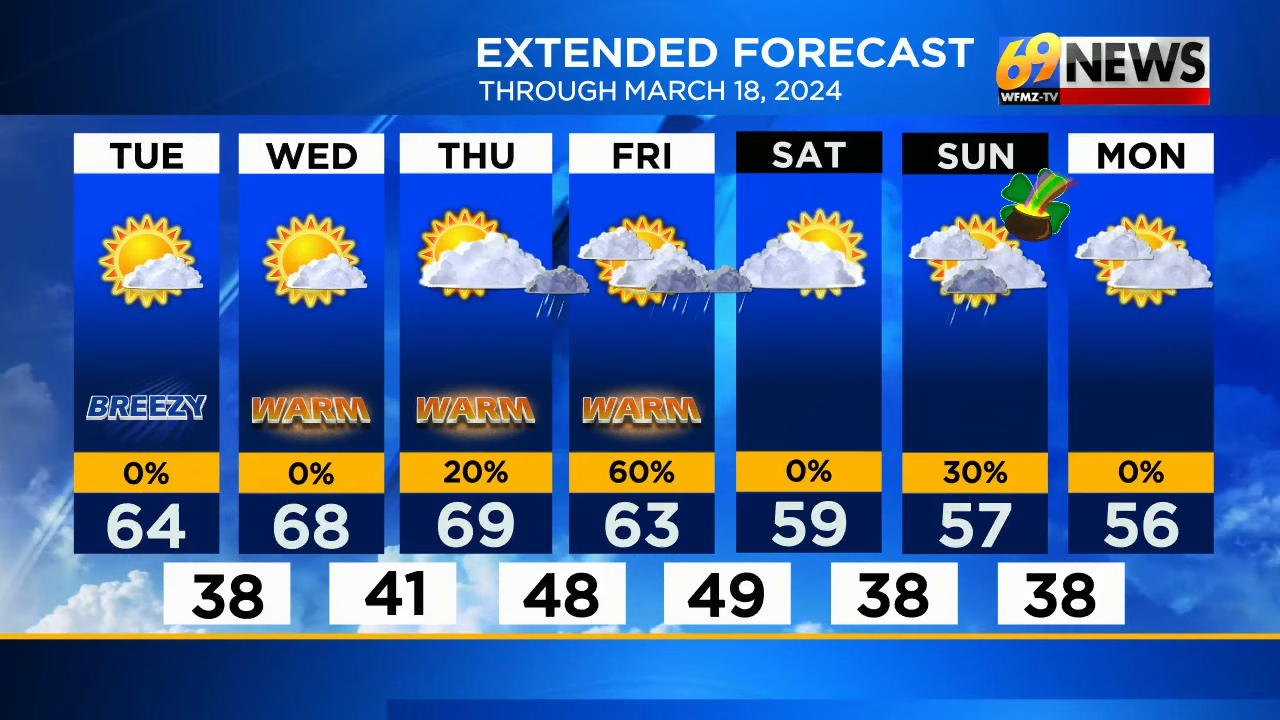 EXTENDED FORECAST
THROUGH MARCH 18, 2024
69 NEWS
WFMZ-TV
TUE WED THU FRI SAT SUN MON
BREEZY WARM WARM WARM
0% 0% 20% 60% 0% 30% 0%
64 68 69 63 59 57 56
38 41 48 49 38 38